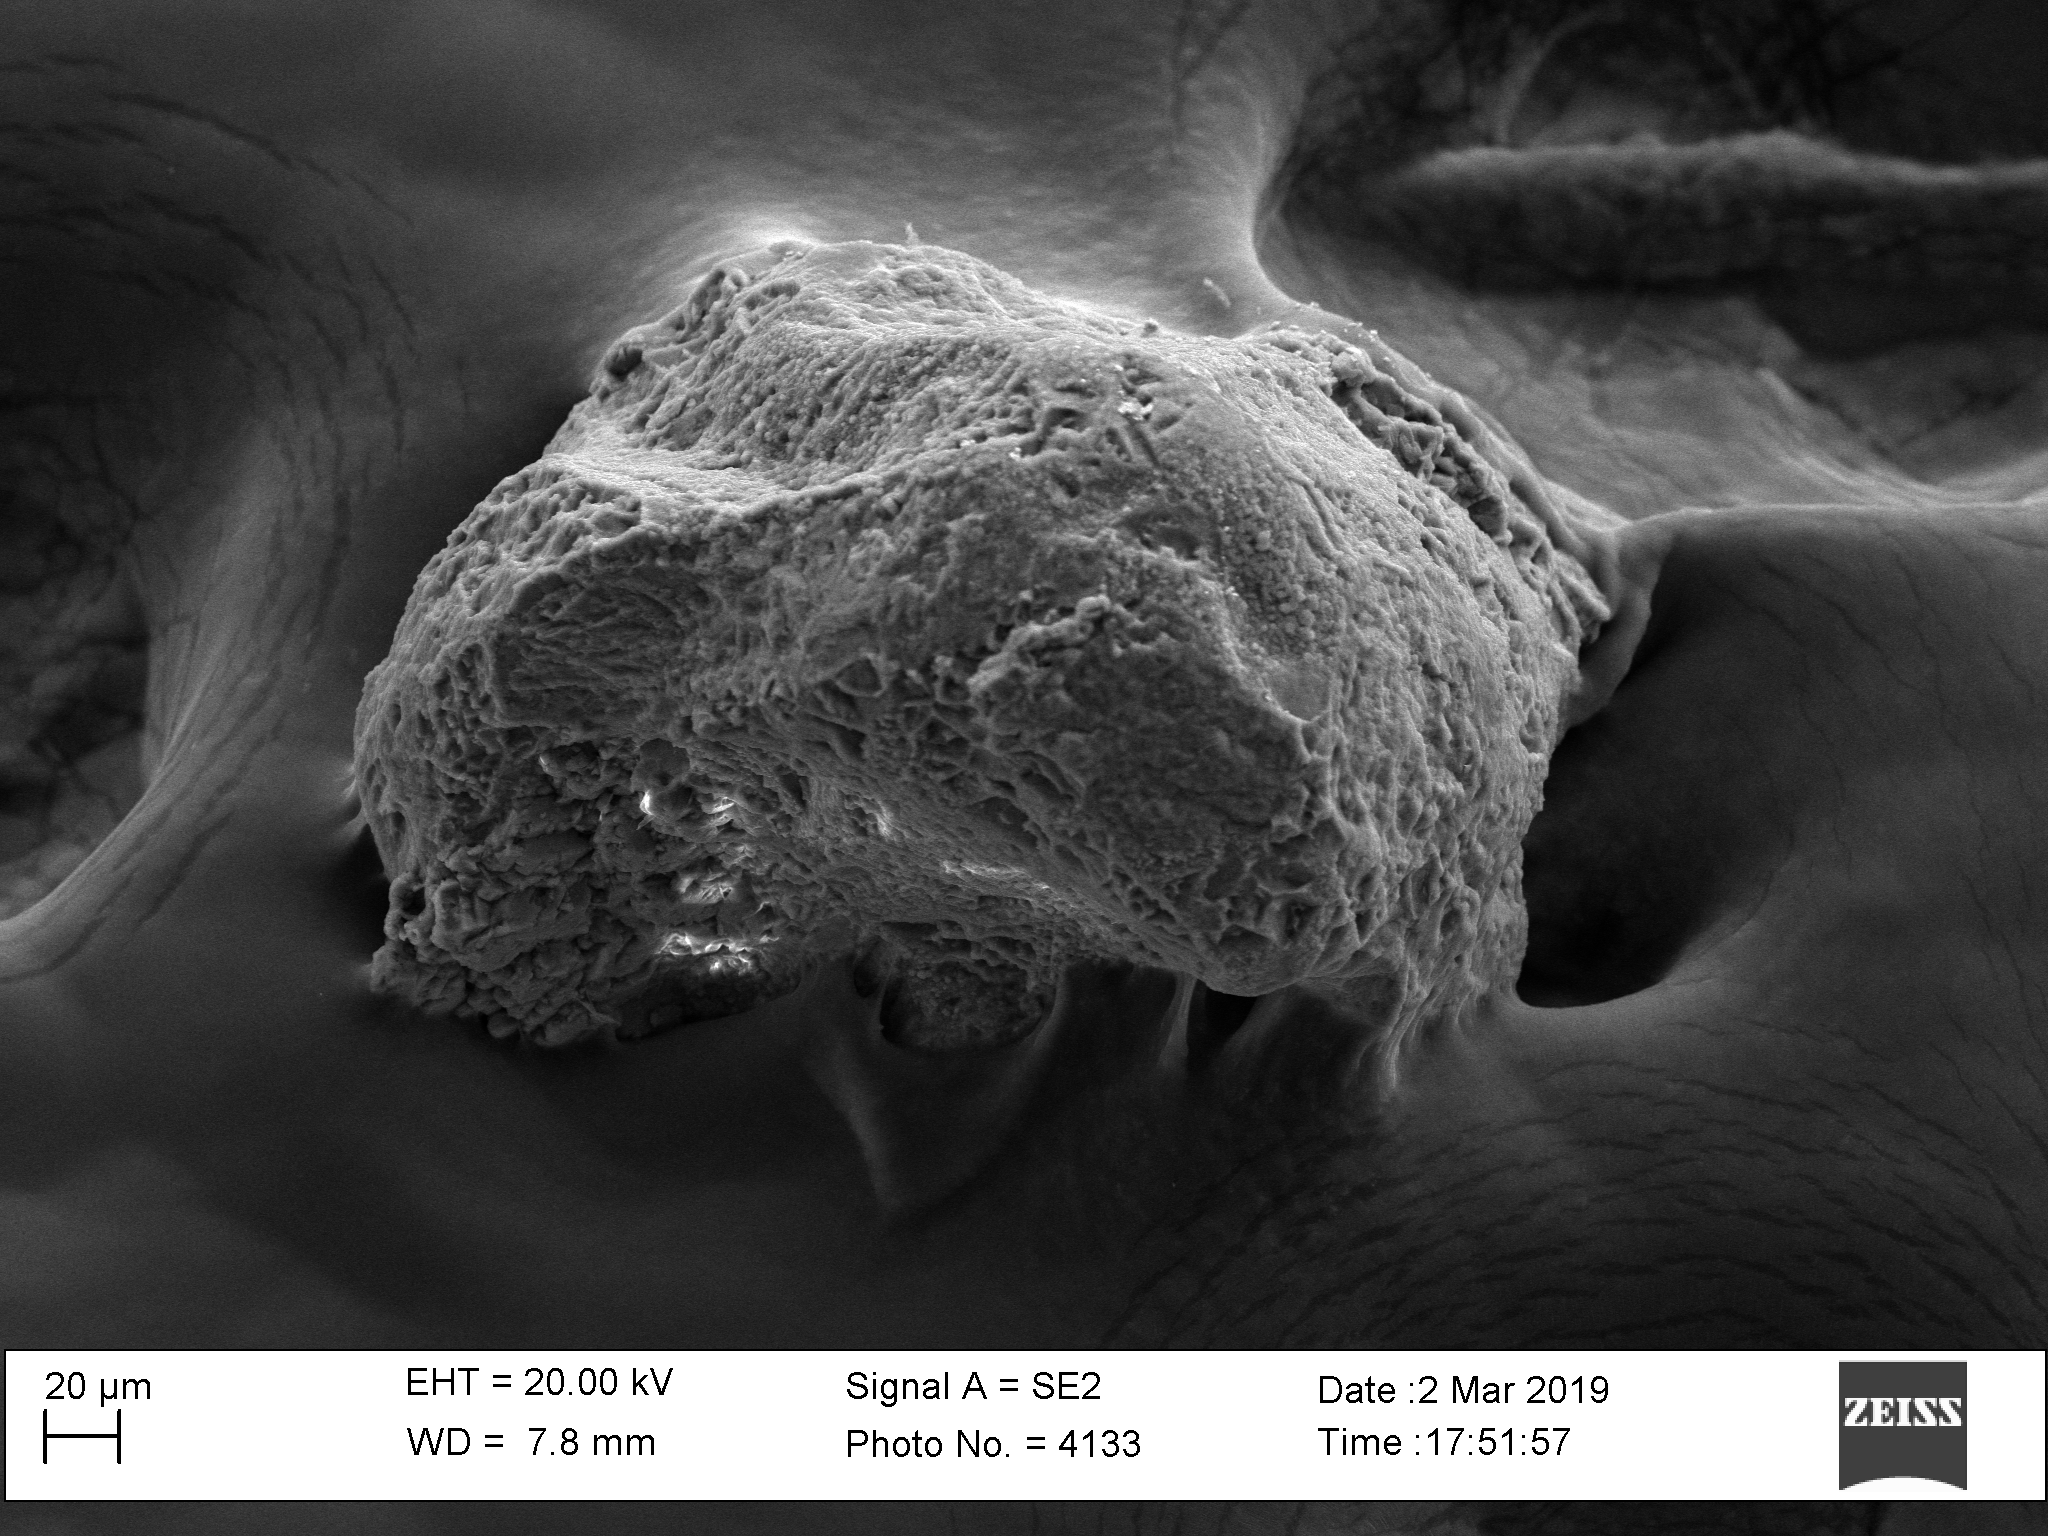 20 µm
EHT = 20.00 kV
Signal A = SE2
Date :2 Mar 2019
WD = 7.8 mm
Photo No. = 4133
Time :17:51:57
ZEISS